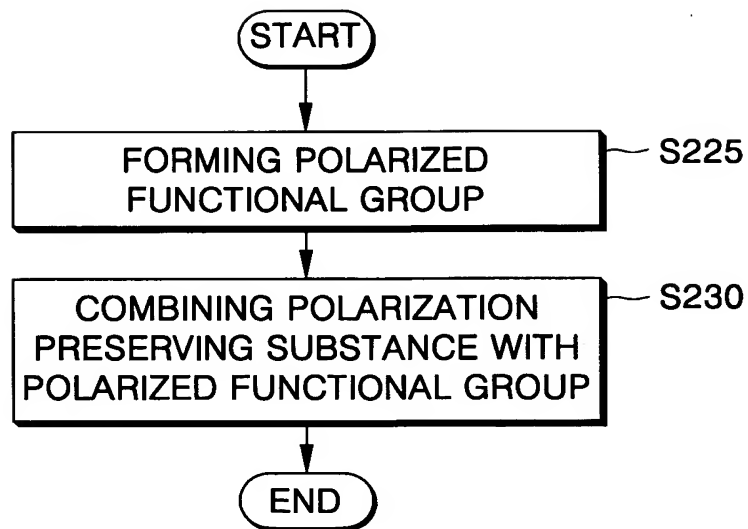 START
FORMING POLARIZED
FUNCTIONAL GROUP
S225
COMBINING POLARIZATION
PRESERVING SUBSTANCE WITH
POLARIZED FUNCTIONAL GROUP
S230
END